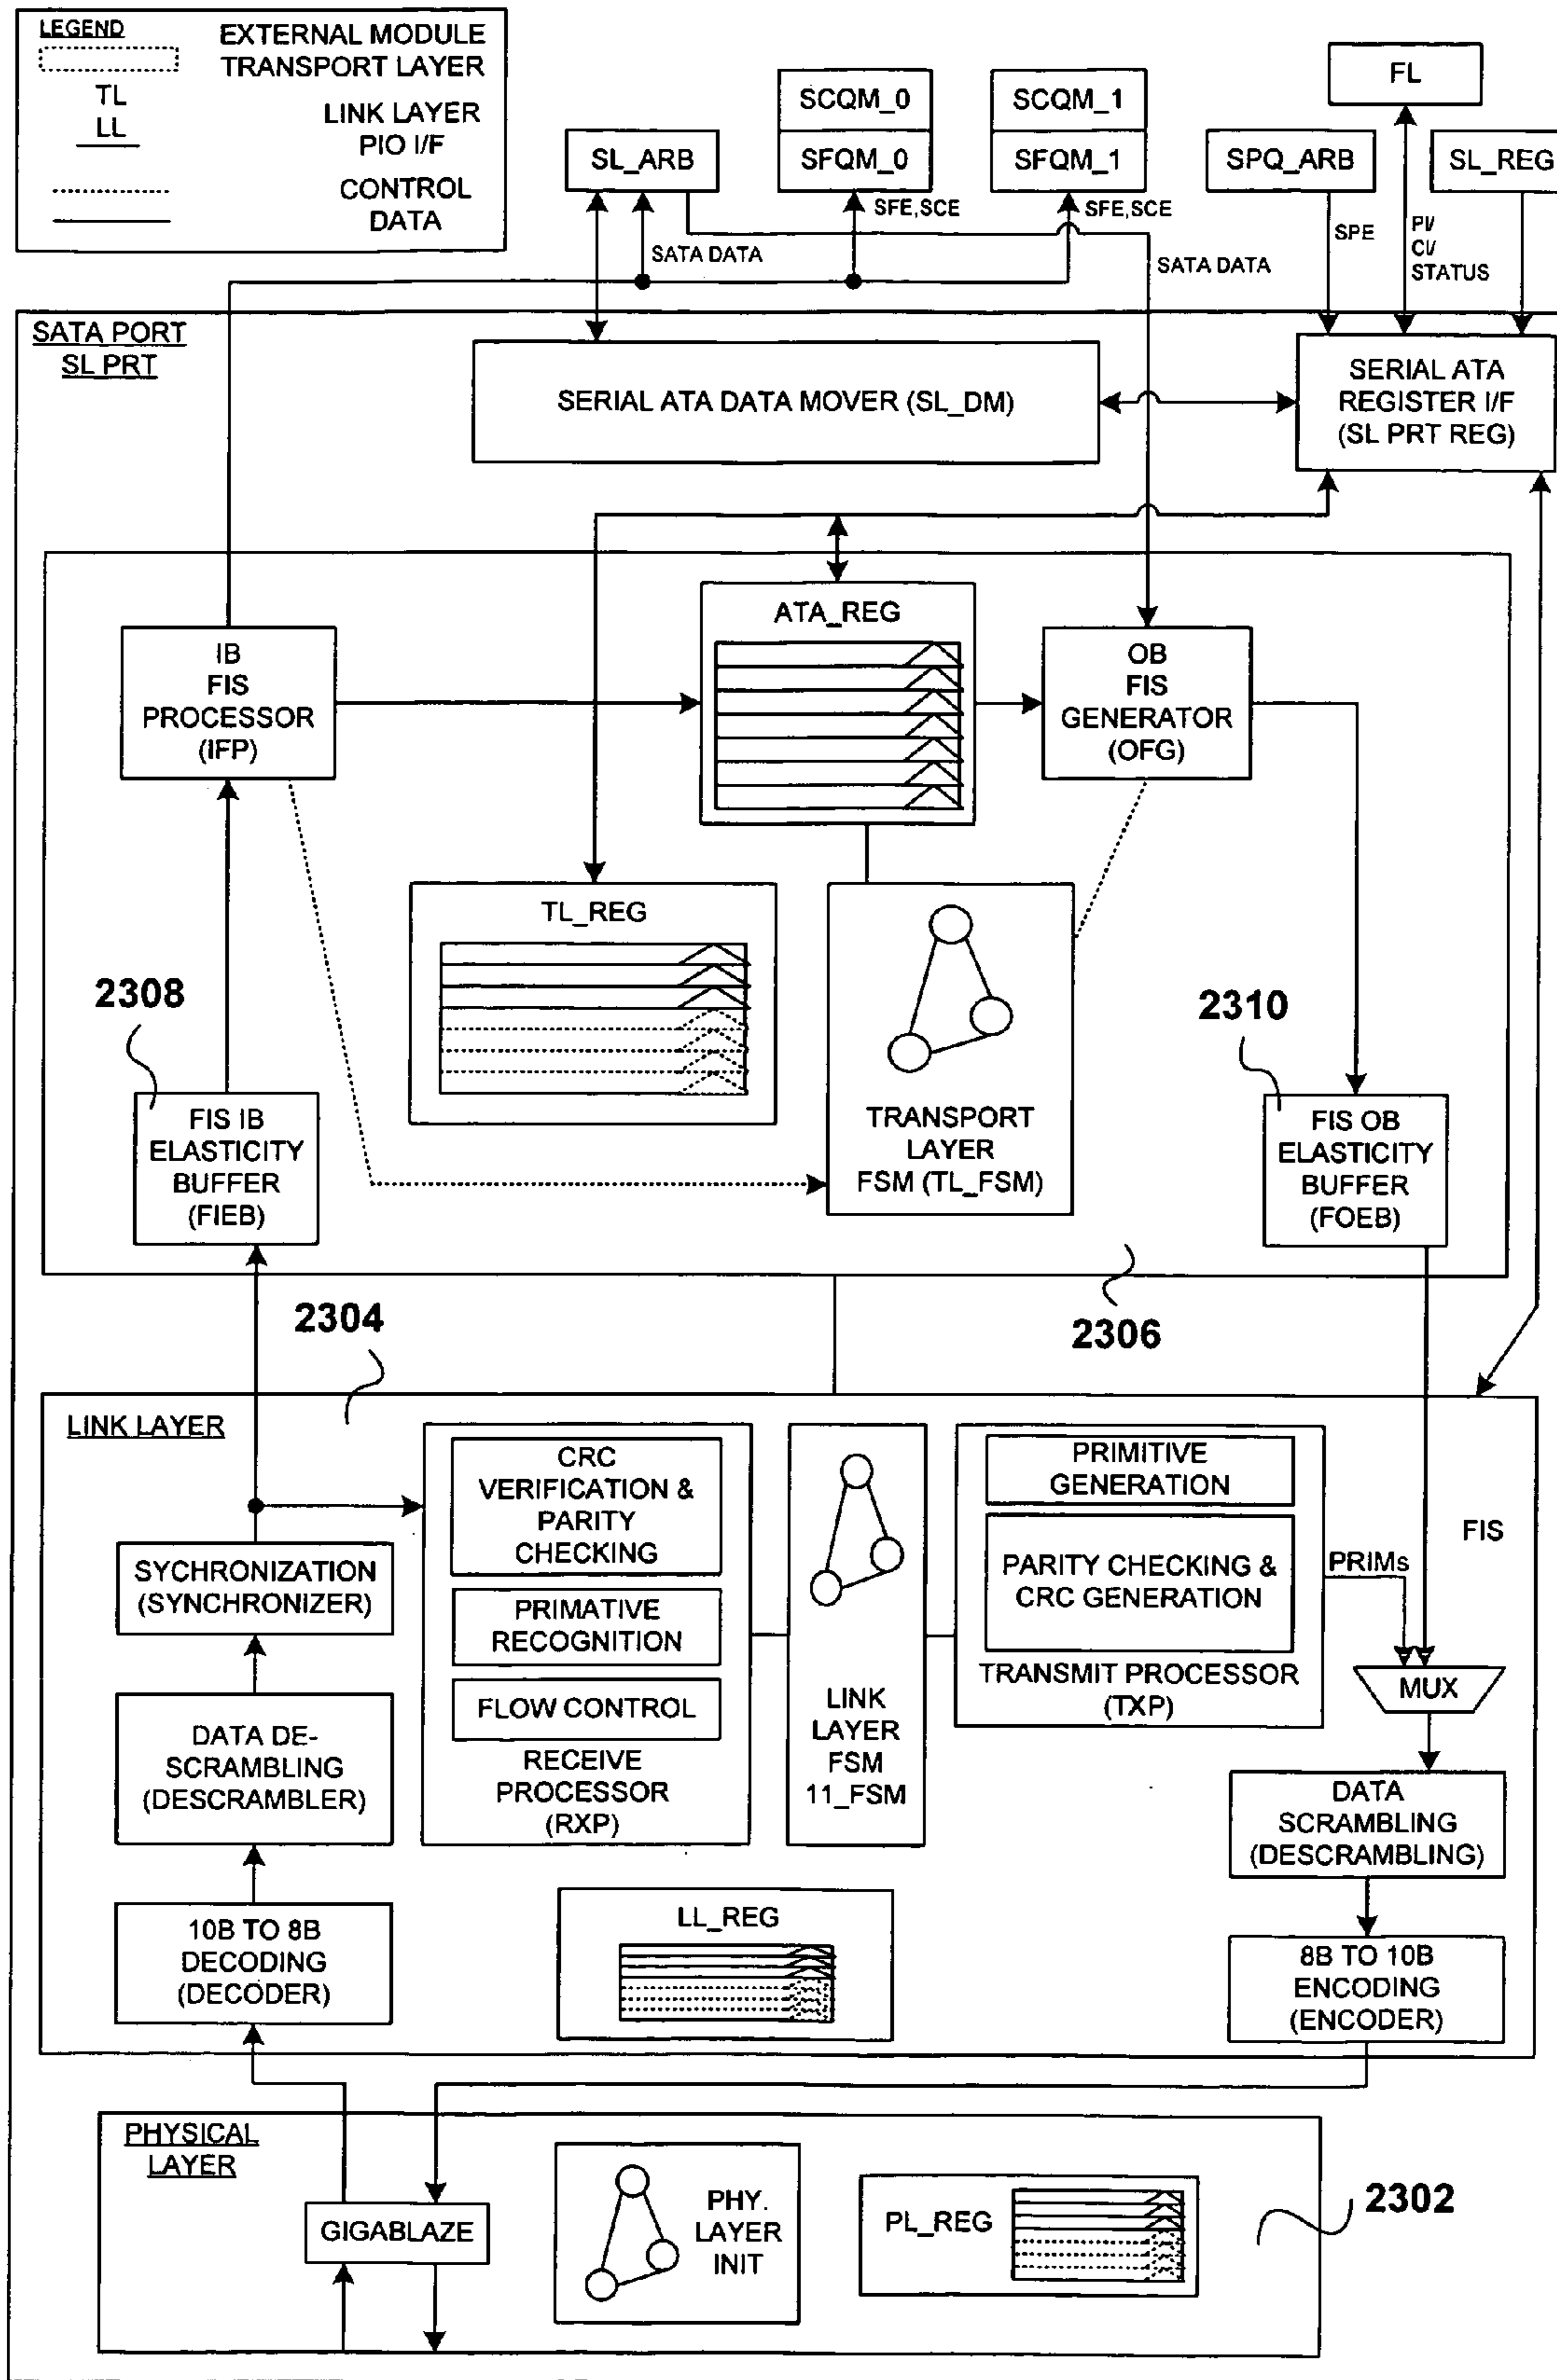 LEGEND
EXTERNAL MODULE
TRANSPORT LAYER
TL
LL
LINK LAYER
PIO I/F
CONTROL
DATA
SL_ARB
SCQM_0
SFQM_0
SCQM_1
SFQM_1
FL
SPQ_ARB
SL_REG
SFE,SCE
SFE,SCE
SATA DATA
SATA DATA
SPE
PI/
CI/
STATUS
SATA PORT
SL PRT
SERIAL ATA DATA MOVER (SL_DM)
SERIAL ATA
REGISTER I/F
(SL PRT REG)
IB
FIS
PROCESSOR
(IFP)
ATA_REG
OB
FIS
GENERATOR
(OFG)
TL_REG
2308
2310
TRANSPORT
LAYER
FSM (TL_FSM)
FIS IB
ELASTICITY
BUFFER
(FIEB)
FIS OB
ELASTICITY
BUFFER
(FOEB)
2304
2306
LINK LAYER
CRC
VERIFICATION &
PARITY
CHECKING
PRIMATIVE
RECOGNITION
FLOW CONTROL
RECEIVE
PROCESSOR
(RXP)
LINK
LAYER
FSM
11_FSM
PRIMITIVE
GENERATION
PARITY CHECKING &
CRC GENERATION
TRANSMIT PROCESSOR
(TXP)
FIS
PRIMs
MUX
SYCHRONIZATION
(SYNCHRONIZER)
DATA DE-
SCRAMBLING
(DESCRAMBLER)
10B TO 8B
DECODING
(DECODER)
LL_REG
DATA
SCRAMBLING
(DESCRAMBLING)
8B TO 10B
ENCODING
(ENCODER)
PHYSICAL
LAYER
GIGABLAZE
PHY.
LAYER
INIT
PL_REG
2302